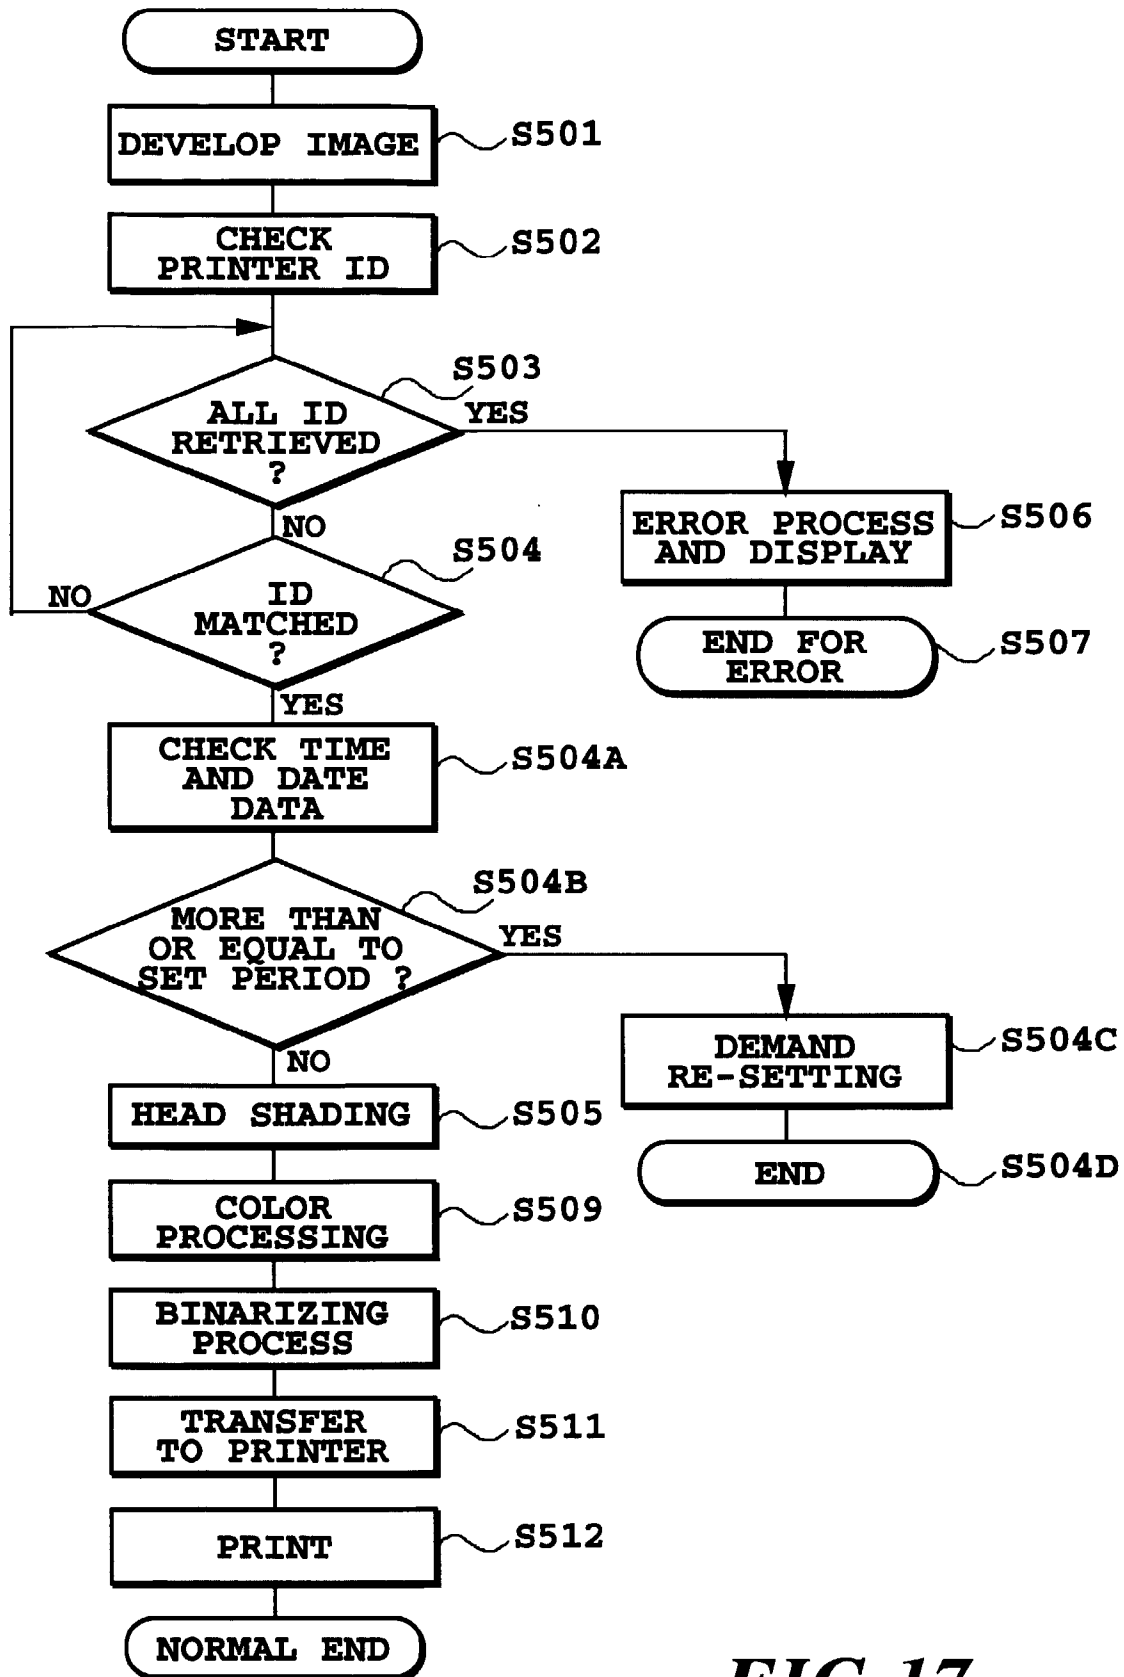 START
DEVELOP IMAGE
S501
CHECK
PRINTER ID
S502
S503
ALL ID
RETRIEVED
?
YES
NO
ERROR PROCESS
AND DISPLAY
S506
S504
ID
MATCHED
?
NO
YES
END FOR
ERROR
S507
CHECK TIME
AND DATE
DATA
S504A
S504B
MORE THAN
OR EQUAL TO
SET PERIOD ?
YES
NO
DEMAND
RE-SETTING
S504C
HEAD SHADING
S505
END
S504D
COLOR
PROCESSING
S509
BINARIZING
PROCESS
S510
TRANSFER
TO PRINTER
S511
PRINT
S512
NORMAL END
FIG.17